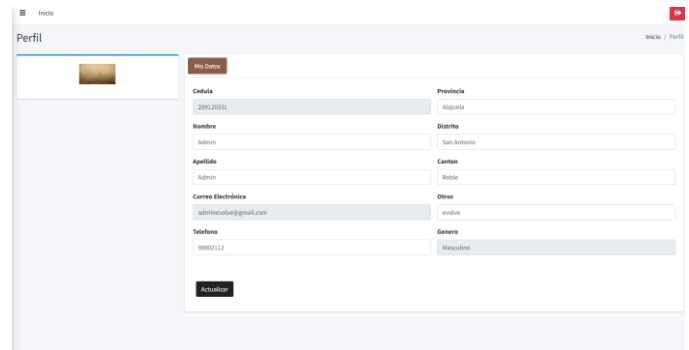 Inicio
Perfil
Inicio / Perfil
Mis Datos
Cedula
209120331
Provincia
Alajuela
Nombre
Admin
Distrito
San Antonio
Apellido
Admin
Canton
Roble
Correo Electrónico
adminevolve@gmail.com
Otros
evolve
Telefono
98902112
Genero
Masculino
Actualizar